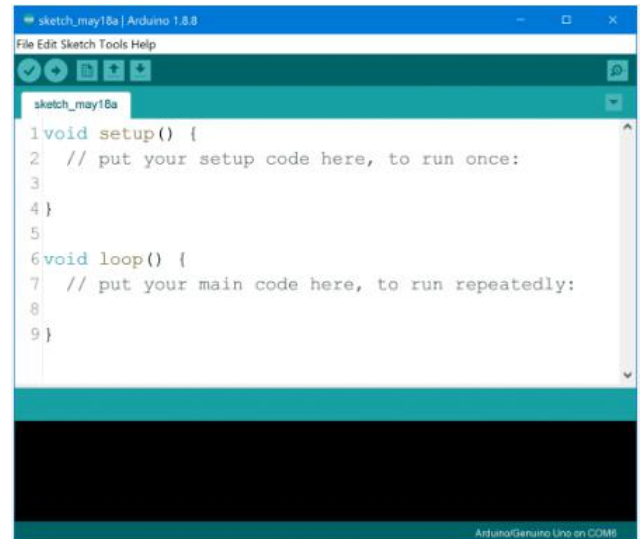 sketch_may18a | Arduino 1.8.8
File Edit Sketch Tools Help
sketch_may18a
1 void setup() {
2 // put your setup code here, to run once:
3
4 }
5
6 void loop() {
7 // put your main code here, to run repeatedly:
8
9 }
Arduino/Genuino Uno on COM6